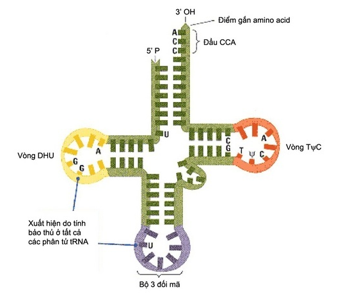 3' OH
Điểm gắn amino acid
A
C
C
Đầu CCA
5' P
U
Vòng DHU
A
G
G
C
G
T Ψ C
A
Vòng TψC
Xuất hiện do tính
bảo thủ ở tất cả
các phân tử tRNA
U
Bộ 3 đối mã